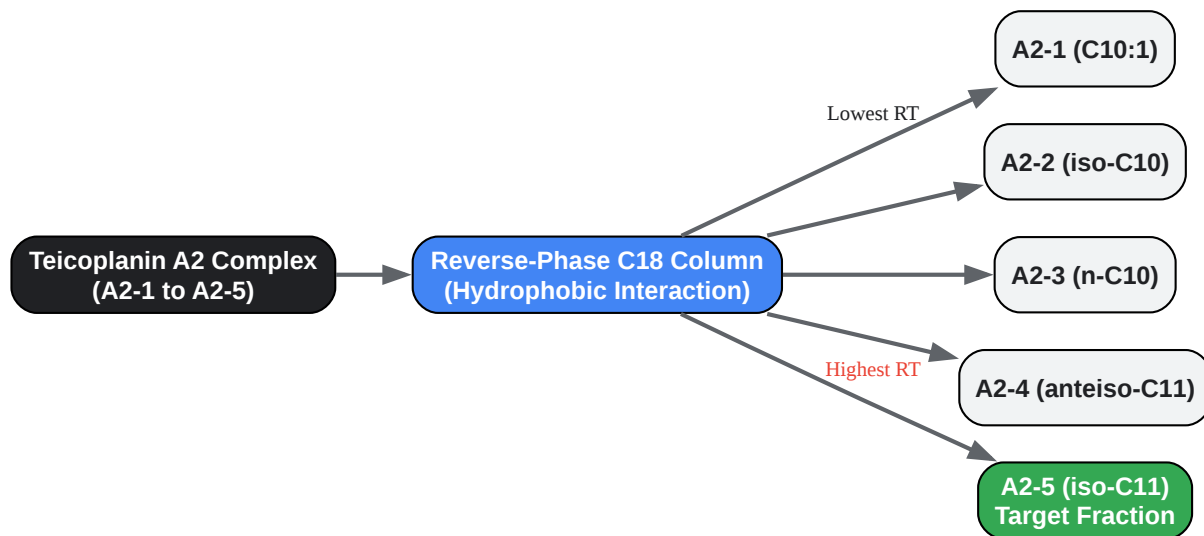 Teicoplanin A2 Complex
(A2-1 to A2-5)
Reverse-Phase C18 Column
(Hydrophobic Interaction)
Lowest RT
Highest RT
A2-1 (C10:1)
A2-2 (iso-C10)
A2-3 (n-C10)
A2-4 (anteiso-C11)
A2-5 (iso-C11)
Target Fraction